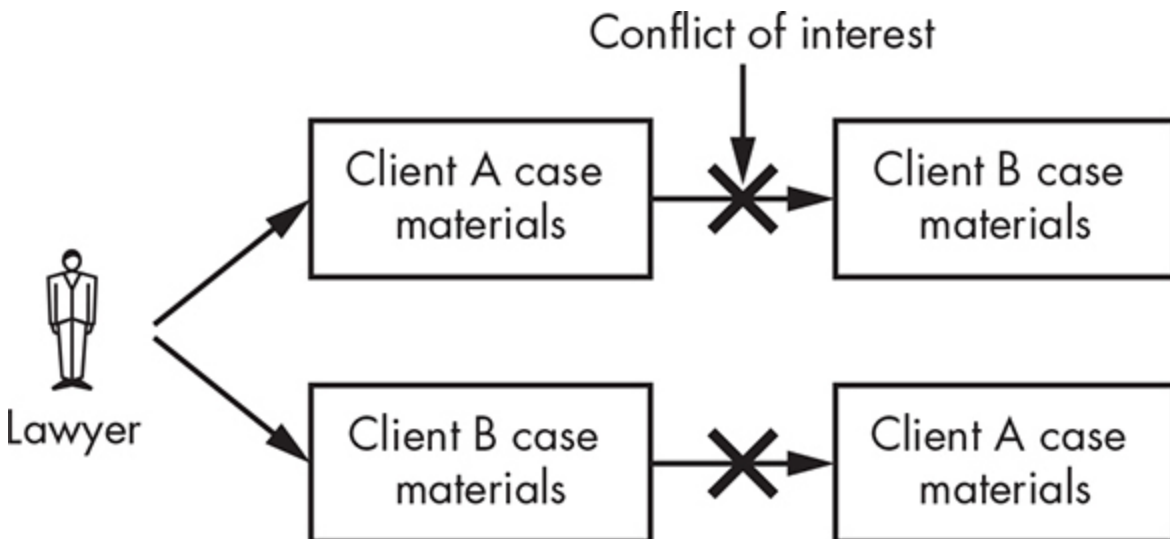 Conflict of interest
Client A case
materials
Client B case
materials
Lawyer
Client B case
materials
Client A case
materials